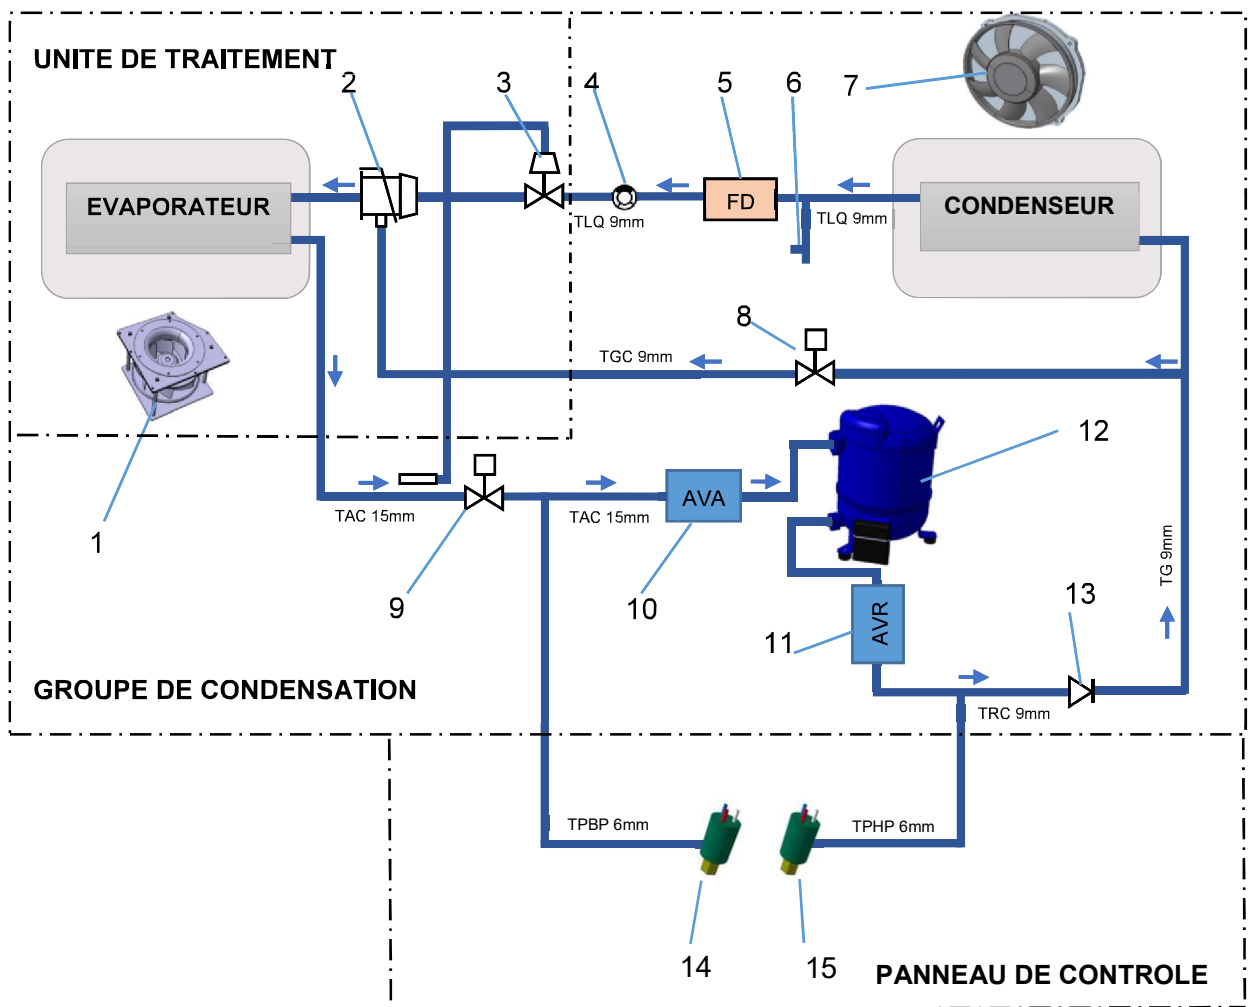 UNITE DE TRAITEMENT
2
3
4
5
6
7
EVAPORATEUR
FD
CONDENSEUR
TLQ 9mm
TLQ 9mm
8
TGC 9mm
12
1
TAC 15mm
9
TAC 15mm
AVA
10
11
AVR
13
TG 9mm
TRC 9mm
GROUPE DE CONDENSATION
TPBP 6mm
TPHP 6mm
14
15
PANNEAU DE CONTROLE